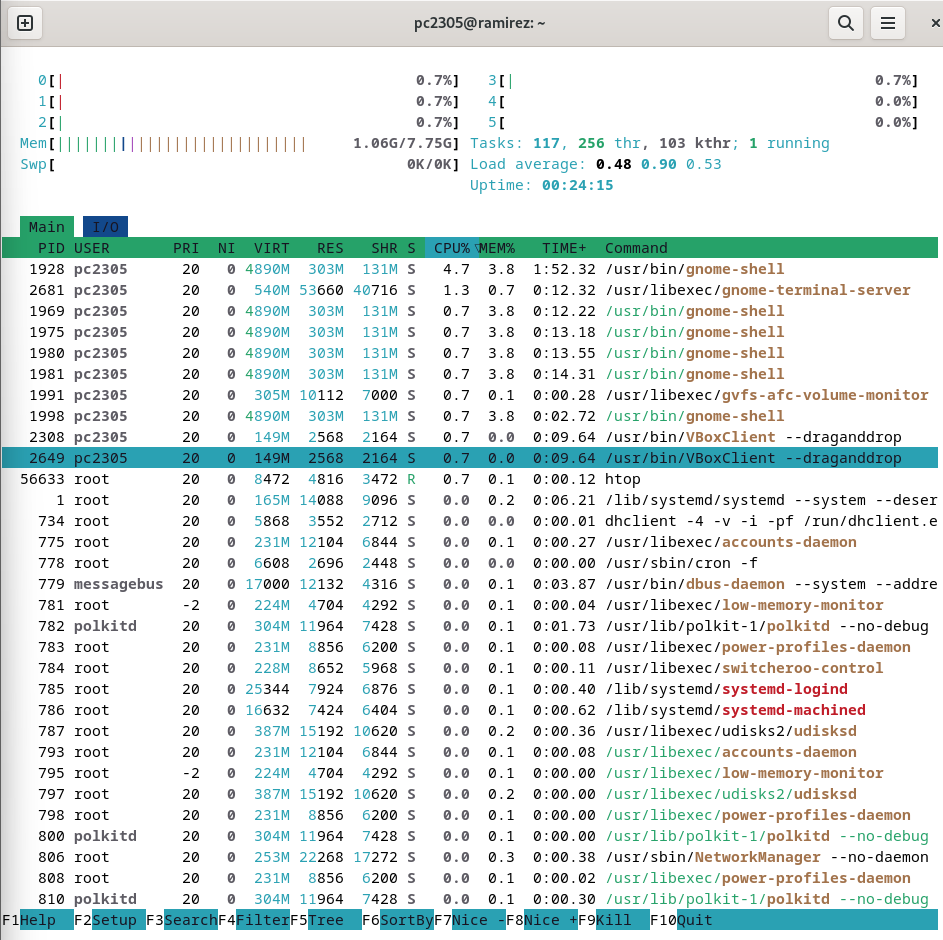 pc2305@ramirez: ~
0[| 0.7%] 3[| 0.7%]
1[| 0.7%] 4[ 0.0%]
2[| 0.7%] 5[ 0.0%]
Mem[||||||||||||||||||||||||||||| 1.06G/7.75G] Tasks: 117, 256 thr, 103 kthr; 1 running
Swp[ 0K/0K] Load average: 0.48 0.90 0.53
Uptime: 00:24:15
Main I/O
PID USER PRI NI VIRT RES SHR S CPU%▽MEM% TIME+ Command
1928 pc2305 20 0 4890M 303M 131M S 4.7 3.8 1:52.32 /usr/bin/gnome-shell
2681 pc2305 20 0 540M 53660 40716 S 1.3 0.7 0:12.32 /usr/libexec/gnome-terminal-server
1969 pc2305 20 0 4890M 303M 131M S 0.7 3.8 0:12.22 /usr/bin/gnome-shell
1975 pc2305 20 0 4890M 303M 131M S 0.7 3.8 0:13.18 /usr/bin/gnome-shell
1980 pc2305 20 0 4890M 303M 131M S 0.7 3.8 0:13.55 /usr/bin/gnome-shell
1981 pc2305 20 0 4890M 303M 131M S 0.7 3.8 0:14.31 /usr/bin/gnome-shell
1991 pc2305 20 0 305M 10112 7000 S 0.7 0.1 0:00.28 /usr/libexec/gvfs-afc-volume-monitor
1998 pc2305 20 0 4890M 303M 131M S 0.7 3.8 0:02.72 /usr/bin/gnome-shell
2308 pc2305 20 0 149M 2568 2164 S 0.7 0.0 0:09.64 /usr/bin/VBoxClient --draganddrop
2649 pc2305 20 0 149M 2568 2164 S 0.7 0.0 0:09.64 /usr/bin/VBoxClient --draganddrop
56633 root 20 0 8472 4816 3472 R 0.7 0.1 0:00.12 htop
1 root 20 0 165M 14088 9096 S 0.0 0.2 0:06.21 /lib/systemd/systemd --system --deser
734 root 20 0 5868 3552 2712 S 0.0 0.0 0:00.01 dhclient -4 -v -i -pf /run/dhclient.e
775 root 20 0 231M 12104 6844 S 0.0 0.1 0:00.27 /usr/libexec/accounts-daemon
778 root 20 0 6608 2696 2448 S 0.0 0.0 0:00.00 /usr/sbin/cron -f
779 messagebus 20 0 17000 12132 4316 S 0.0 0.1 0:03.87 /usr/bin/dbus-daemon --system --addre
781 root -2 0 224M 4704 4292 S 0.0 0.1 0:00.04 /usr/libexec/low-memory-monitor
782 polkitd 20 0 304M 11964 7428 S 0.0 0.1 0:01.73 /usr/lib/polkit-1/polkitd --no-debug
783 root 20 0 231M 8856 6200 S 0.0 0.1 0:00.08 /usr/libexec/power-profiles-daemon
784 root 20 0 228M 8652 5968 S 0.0 0.1 0:00.11 /usr/libexec/switcheroo-control
785 root 20 0 25344 7924 6876 S 0.0 0.1 0:00.40 /lib/systemd/systemd-logind
786 root 20 0 16632 7424 6404 S 0.0 0.1 0:00.62 /lib/systemd/systemd-machined
787 root 20 0 387M 15192 10620 S 0.0 0.2 0:00.36 /usr/libexec/udisks2/udisksd
793 root 20 0 231M 12104 6844 S 0.0 0.1 0:00.08 /usr/libexec/accounts-daemon
795 root -2 0 224M 4704 4292 S 0.0 0.1 0:00.00 /usr/libexec/low-memory-monitor
797 root 20 0 387M 15192 10620 S 0.0 0.2 0:00.00 /usr/libexec/udisks2/udisksd
798 root 20 0 231M 8856 6200 S 0.0 0.1 0:00.00 /usr/libexec/power-profiles-daemon
800 polkitd 20 0 304M 11964 7428 S 0.0 0.1 0:00.00 /usr/lib/polkit-1/polkitd --no-debug
806 root 20 0 253M 22268 17272 S 0.0 0.3 0:00.38 /usr/sbin/NetworkManager --no-daemon
808 root 20 0 231M 8856 6200 S 0.0 0.1 0:00.02 /usr/libexec/power-profiles-daemon
810 polkitd 20 0 304M 11964 7428 S 0.0 0.1 0:00.30 /usr/lib/polkit-1/polkitd --no-debug
F1Help F2Setup F3SearchF4FilterF5Tree F6SortByF7Nice -F8Nice +F9Kill F10Quit